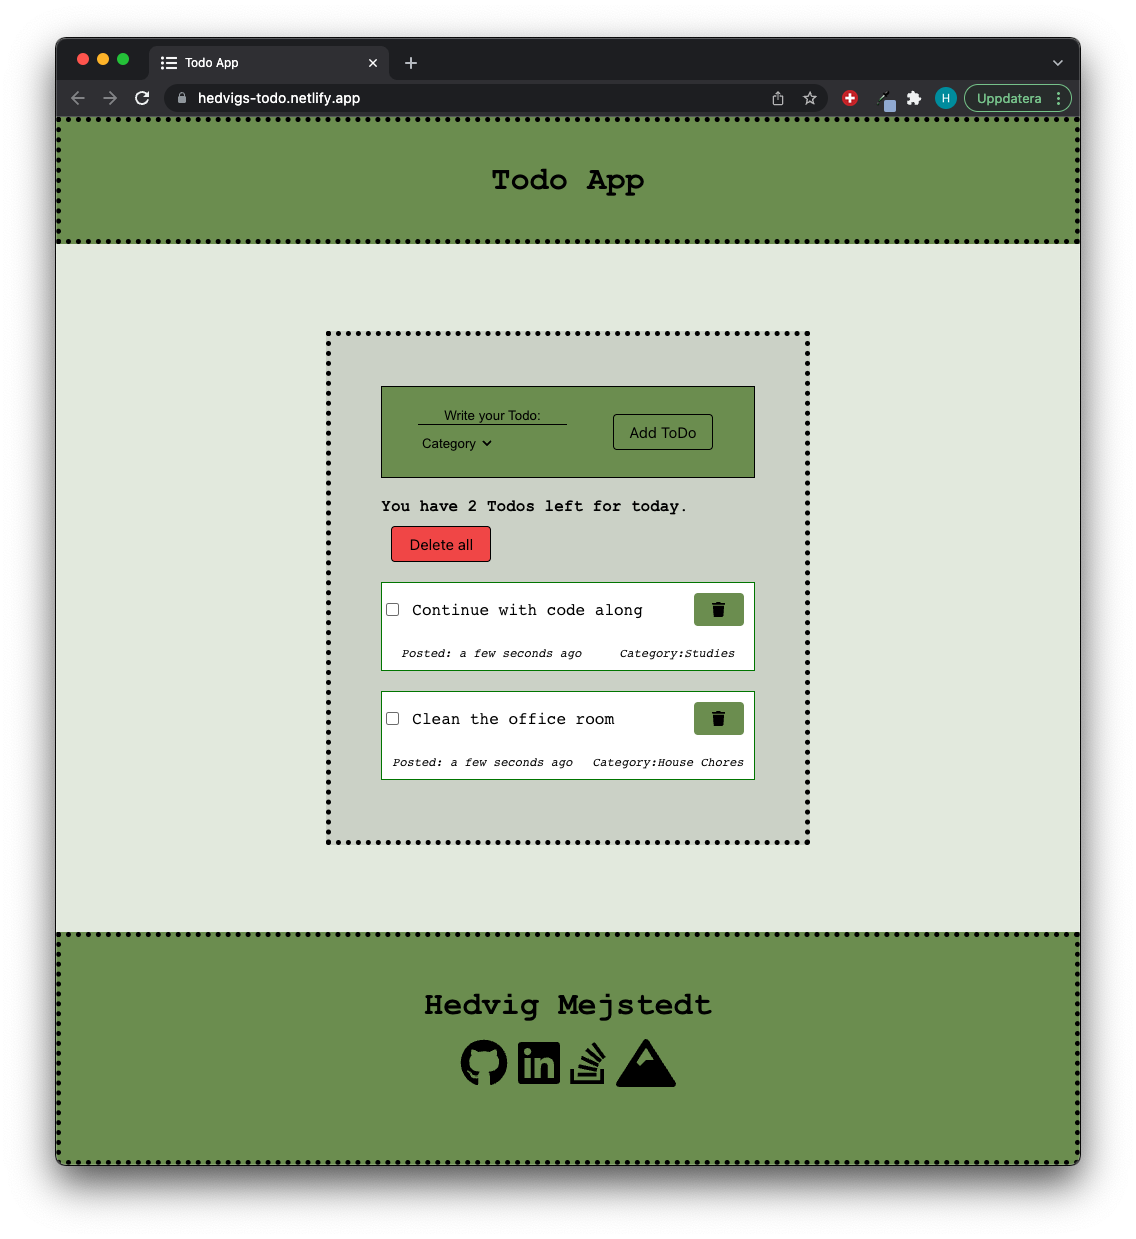 Todo App
hedvigs-todo.netlify.app
H
Uppdatera
Todo App
Write your Todo:
Category
Add ToDo
You have 2 Todos left for today.
Delete all
Continue with code along
Posted: a few seconds ago Category:Studies
Clean the office room
Posted: a few seconds ago Category:House Chores
Hedvig Mejstedt
in